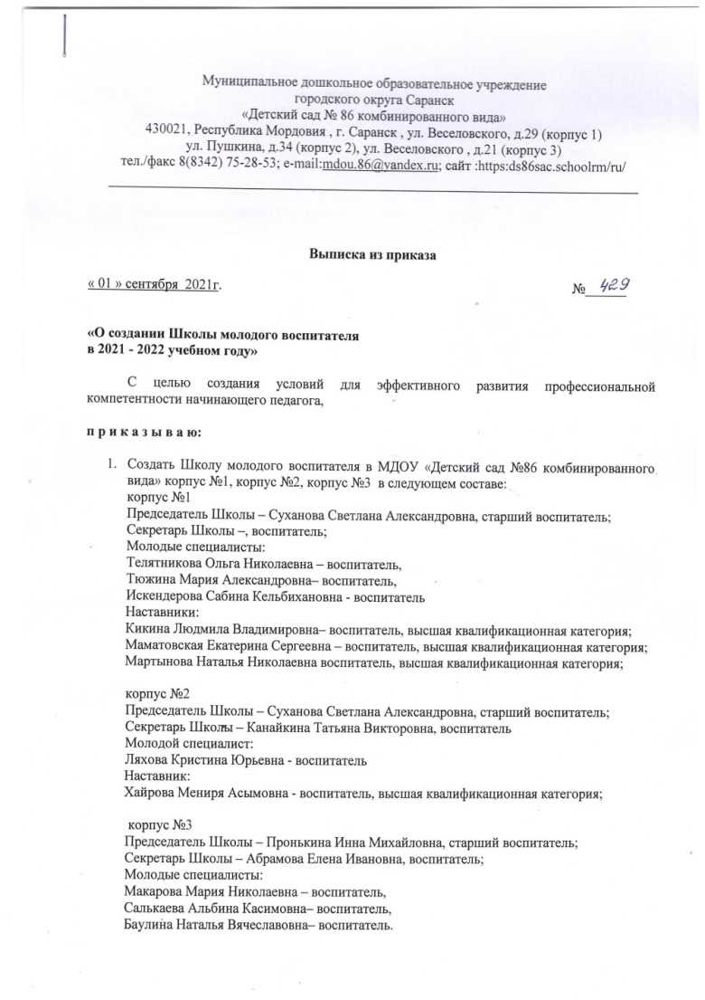 Муниципальное дошкольное образовательное учреждение
городского округа Саранск
«Детский сад № 86 комбинированного вида»
430021, Республика Мордовия , г. Саранск , ул. Веселовского, д.29 (корпус 1)
ул. Пушкина, д.34 (корпус 2), ул. Веселовского , д.21 (корпус 3)
тел./факс 8(8342) 75-28-53; e-mail:mdou.86@yandex.ru; сайт :https:ds86sac.schoolrm/ru/
Выписка из приказа
« 01 » сентября 2021г. № 429
«О создании Школы молодого воспитателя
в 2021 - 2022 учебном году»
С целью создания условий для эффективного развития профессиональной
компетентности начинающего педагога,
п р и к а з ы в а ю:
1. Создать Школу молодого воспитателя в МДОУ «Детский сад №86 комбинированного
вида» корпус №1, корпус №2, корпус №3 в следующем составе:
корпус №1
Председатель Школы – Суханова Светлана Александровна, старший воспитатель;
Секретарь Школы –, воспитатель;
Молодые специалисты:
Телятникова Ольга Николаевна – воспитатель,
Тюжина Мария Александровна– воспитатель,
Искендерова Сабина Кельбихановна - воспитатель
Наставники:
Кикина Людмила Владимировна– воспитатель, высшая квалификационная категория;
Маматовская Екатерина Сергеевна – воспитатель, высшая квалификационная категория;
Мартынова Наталья Николаевна воспитатель, высшая квалификационная категория;
корпус №2
Председатель Школы – Суханова Светлана Александровна, старший воспитатель;
Секретарь Школы – Канайкина Татьяна Викторовна, воспитатель
Молодой специалист:
Ляхова Кристина Юрьевна - воспитатель
Наставник:
Хайрова Мениря Асымовна - воспитатель, высшая квалификационная категория;
корпус №3
Председатель Школы – Пронькина Инна Михайловна, старший воспитатель;
Секретарь Школы – Абрамова Елена Ивановна, воспитатель;
Молодые специалисты:
Макарова Мария Николаевна – воспитатель,
Салькаева Альбина Касимовна– воспитатель,
Баулина Наталья Вячеславовна– воспитатель.